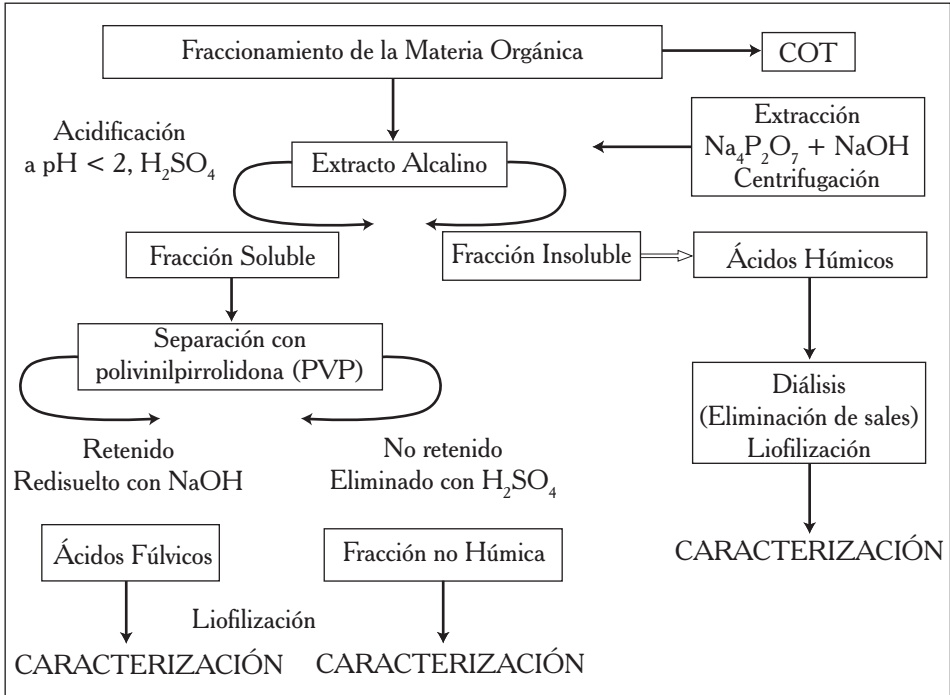 Fraccionamiento de la Materia Orgánica
COT
Acidificación
a pH < 2, H₂SO₄
Extracto Alcalino
Extracción
Na₄P₂O₇ + NaOH
Centrifugación
Fracción Soluble
Fracción Insoluble
Ácidos Húmicos
Separación con
polivinilpirrolidona (PVP)
Diálisis
(Eliminación de sales)
Liofilización
Retenido
Redisuelto con NaOH
No retenido
Eliminado con H₂SO₄
Ácidos Fúlvicos
Fracción no Húmica
CARACTERIZACIÓN
Liofilización
CARACTERIZACIÓN
CARACTERIZACIÓN